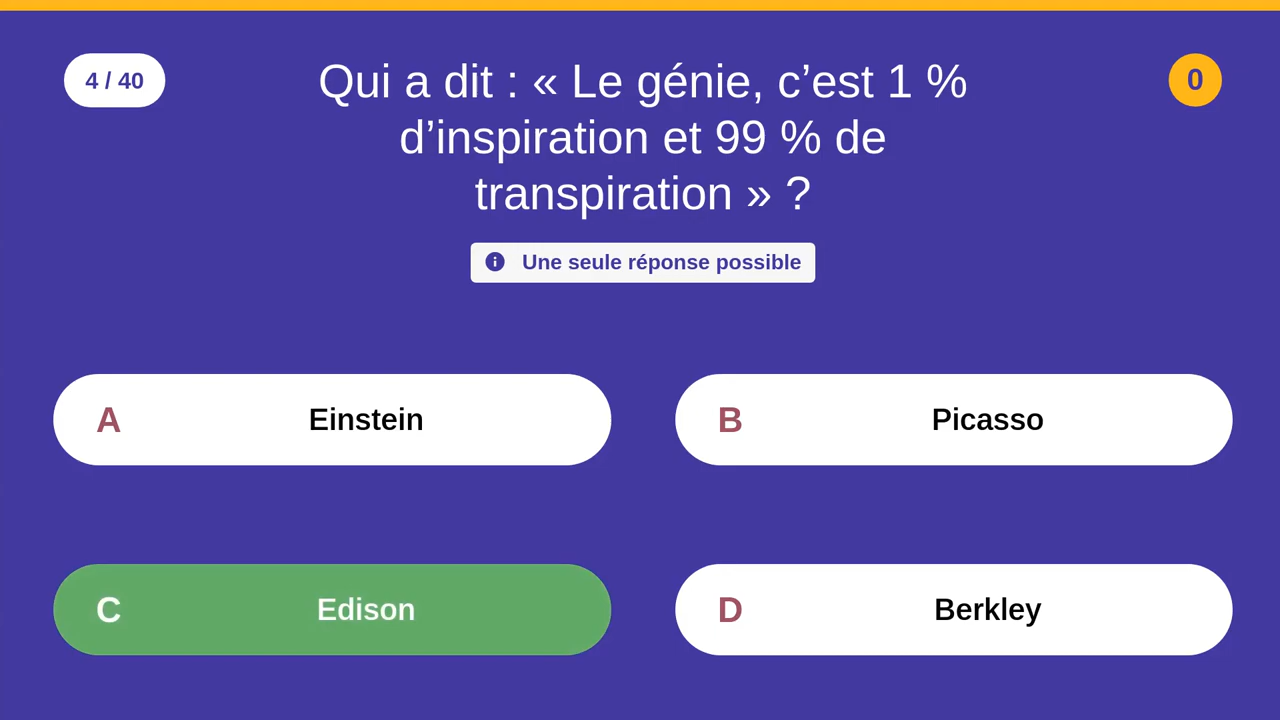 4 / 40
Qui a dit : « Le génie, c’est 1 %
d’inspiration et 99 % de
transpiration » ?
0
Une seule réponse possible
A Einstein
B Picasso
C Edison
D Berkley